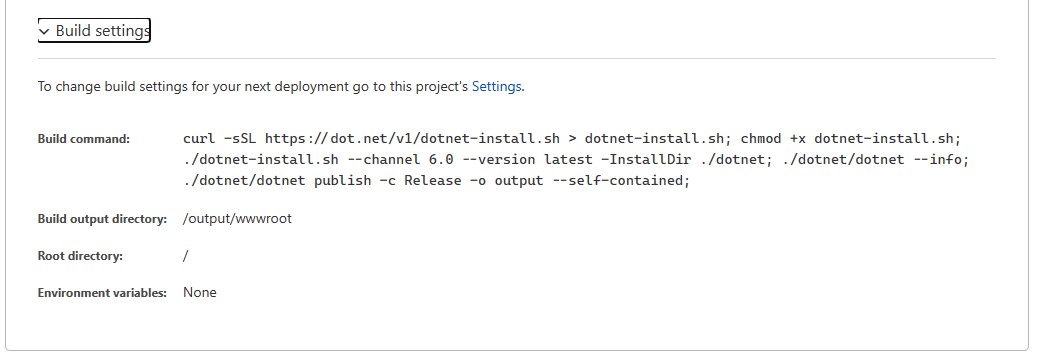 Build settings
To change build settings for your next deployment go to this project's Settings.
Build command: curl -sSL https://dot.net/v1/dotnet-install.sh > dotnet-install.sh; chmod +x dotnet-install.sh;
./dotnet-install.sh --channel 6.0 --version latest -InstallDir ./dotnet; ./dotnet/dotnet --info;
./dotnet/dotnet publish -c Release -o output --self-contained;
Build output directory: /output/wwwroot
Root directory: /
Environment variables: None